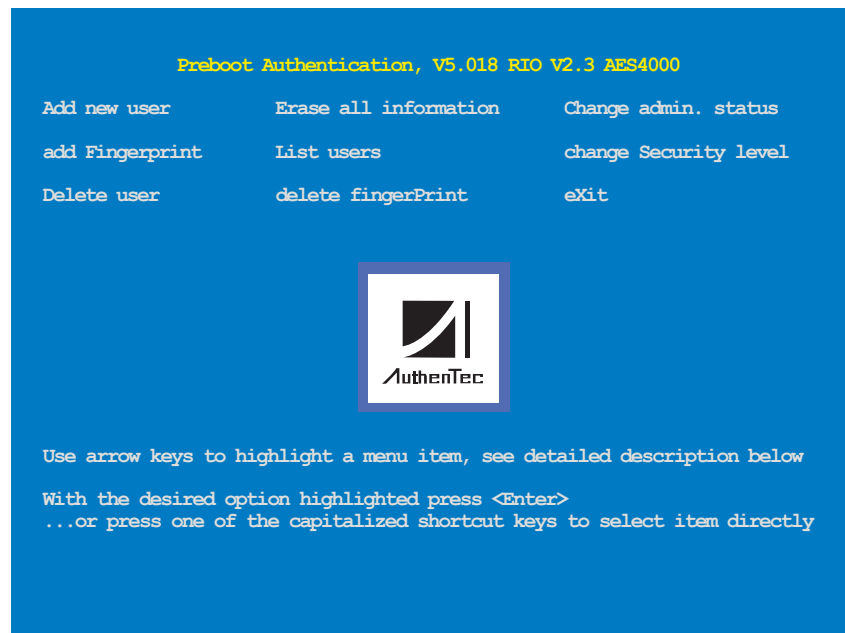 Preboot Authentication, V5.018 RIO V2.3 AES4000
Add new user Erase all information Change admin. status
add Fingerprint List users change Security level
Delete user delete fingerPrint eXit
AuthenTec
Use arrow keys to highlight a menu item, see detailed description below
With the desired option highlighted press <Enter>
...or press one of the capitalized shortcut keys to select item directly